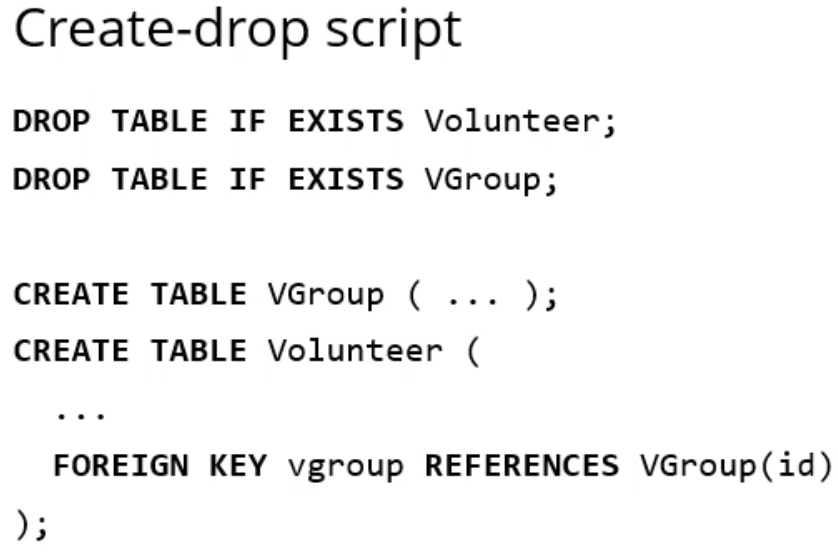 Create-drop script
DROP TABLE IF EXISTS Volunteer;
DROP TABLE IF EXISTS VGroup;
CREATE TABLE VGroup ( ... );
CREATE TABLE Volunteer (
...
FOREIGN KEY vgroup REFERENCES VGroup(id)
);